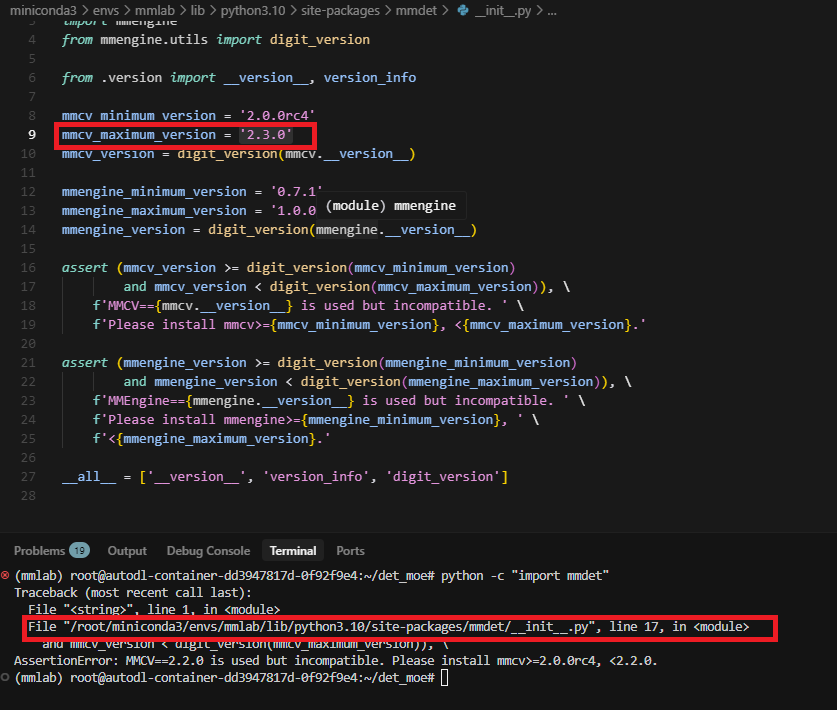 miniconda3 > envs > mmlab > lib > python3.10 > site-packages > mmdet > __init__.py > ...
3 import mmengine
4 from mmengine.utils import digit_version
5
6 from .version import __version__, version_info
7
8 mmcv_minimum_version = '2.0.0rc4'
9 mmcv_maximum_version = '2.3.0'
10 mmcv_version = digit_version(mmcv.__version__)
11
12 mmengine_minimum_version = '0.7.1'
13 mmengine_maximum_version = '1.0.0
(module) mmengine
14 mmengine_version = digit_version(mmengine.__version__)
15
16 assert (mmcv_version >= digit_version(mmcv_minimum_version)
17 and mmcv_version < digit_version(mmcv_maximum_version)), \
18 f'MMCV=={mmcv.__version__} is used but incompatible. ' \
19 f'Please install mmcv>={mmcv_minimum_version}, <{mmcv_maximum_version}.'
20
21 assert (mmengine_version >= digit_version(mmengine_minimum_version)
22 and mmengine_version < digit_version(mmengine_maximum_version)), \
23 f'MMEngine=={mmengine.__version__} is used but incompatible. ' \
24 f'Please install mmengine>={mmengine_minimum_version}, ' \
25 f'<{mmengine_maximum_version}.'
26
27 __all__ = ['__version__', 'version_info', 'digit_version']
28
Problems 19 Output Debug Console Terminal Ports
(mmlab) root@autodl-container-dd3947817d-0f92f9e4:~/det_moe# python -c "import mmdet"
Traceback (most recent call last):
File "<string>", line 1, in <module>
File "/root/miniconda3/envs/mmlab/lib/python3.10/site-packages/mmdet/__init__.py", line 17, in <module>
and mmcv_version < digit_version(mmcv_maximum_version)), \
AssertionError: MMCV==2.2.0 is used but incompatible. Please install mmcv>=2.0.0rc4, <2.2.0.
(mmlab) root@autodl-container-dd3947817d-0f92f9e4:~/det_moe#